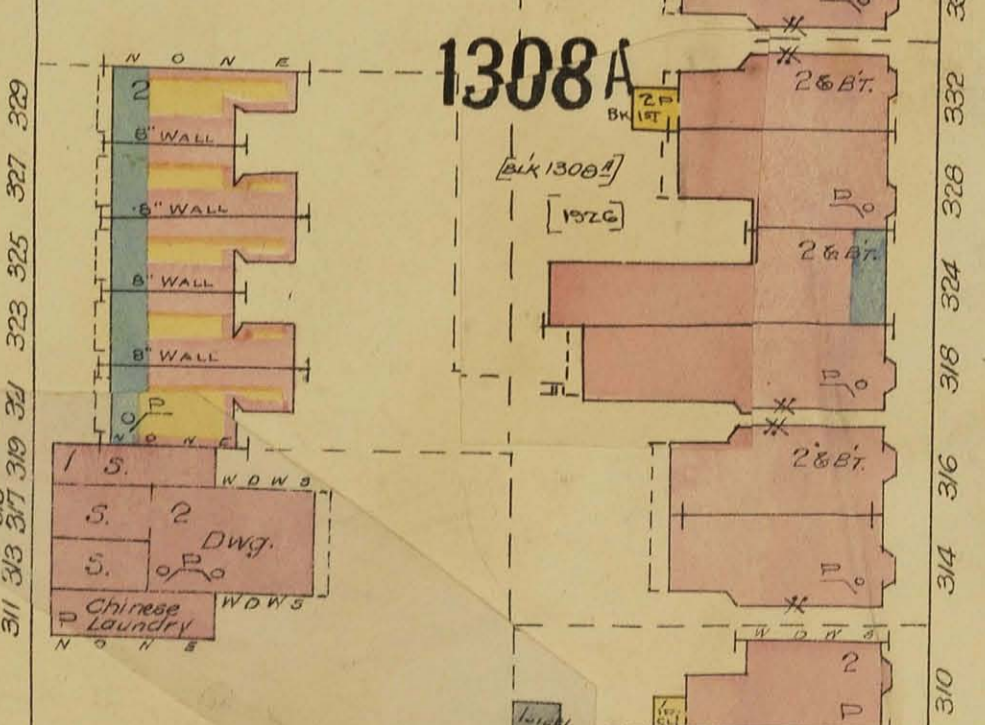 N O N E
1308A
2
2 & B'T.
2 P
BK 1ST
329
332
8" WALL
327
[BLK 1308A]
328
P
[1926]
8" WALL
325
2 & B'T.
324
8" WALL
323
8" WALL
321
318
P
P
N O N E
319
1 S.
2 & B'T.
316
W D W S
S.
2
317
Dwg.
S.
P
313
314
P
W D W S
Chinese
Laundry
P
311
N O N E
W D W S
2
310
P